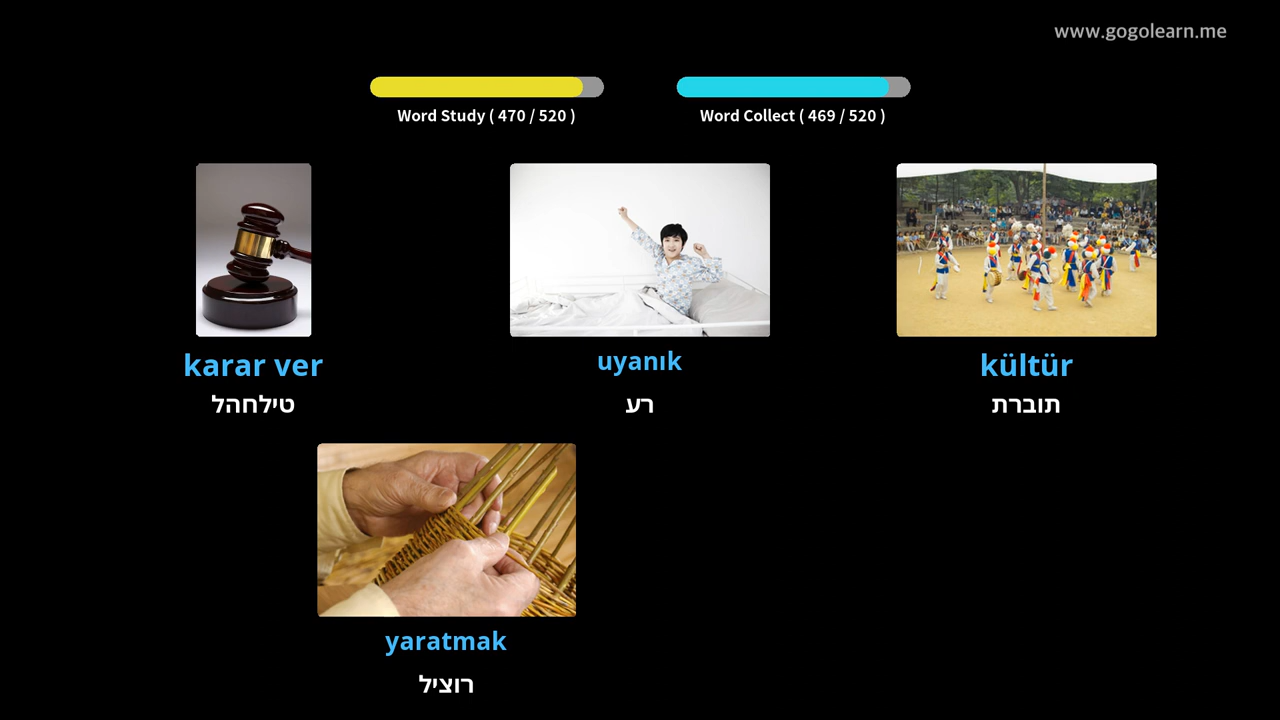 www.gogolearn.me
Word Study ( 470 / 520 )
Word Collect ( 469 / 520 )
karar ver
טילחהל
uyanık
רע
kültür
תוברת
yaratmak
רוציל